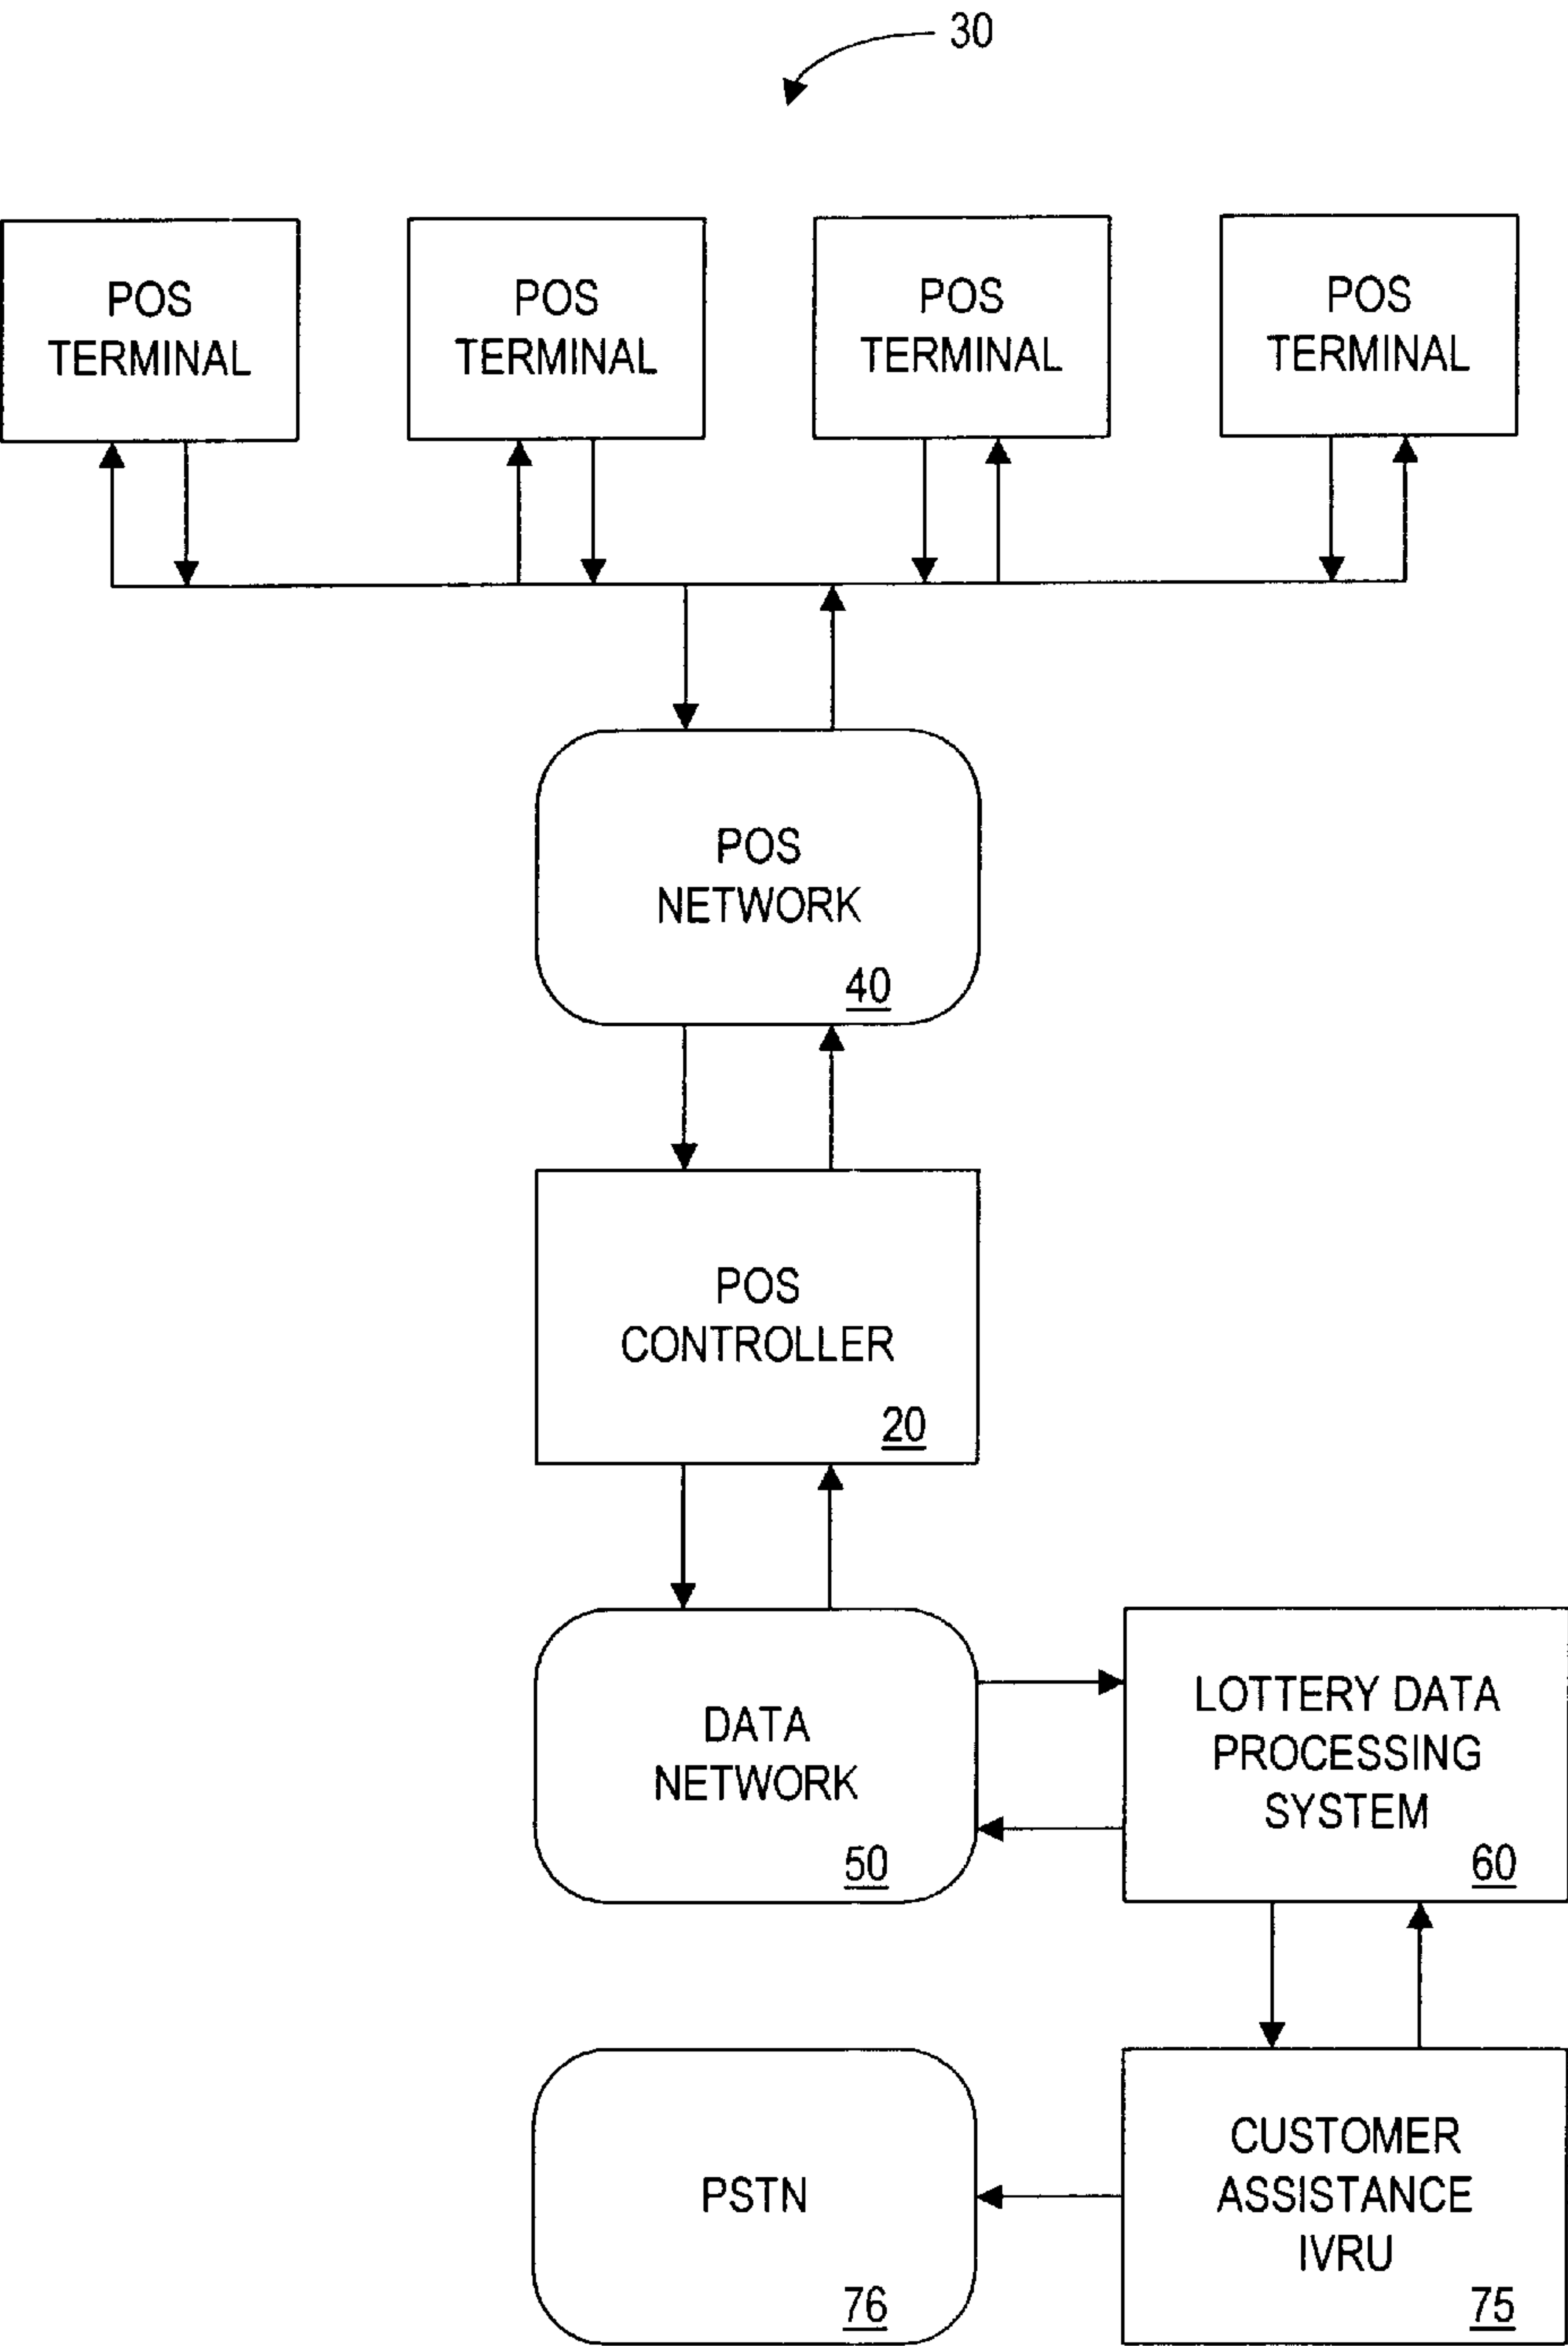 30
POS
TERMINAL
POS
TERMINAL
POS
TERMINAL
POS
TERMINAL
POS
NETWORK
40
POS
CONTROLLER
20
DATA
NETWORK
50
LOTTERY DATA
PROCESSING
SYSTEM
60
PSTN
76
CUSTOMER
ASSISTANCE
IVRU
75